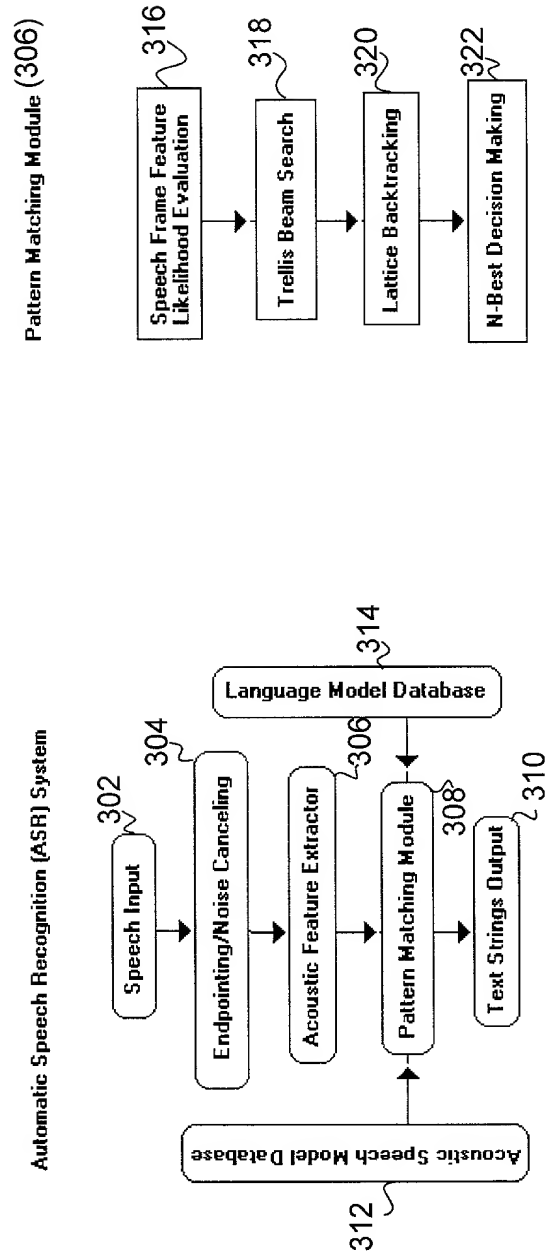 Automatic Speech Recognition (ASR) System
Speech Input
302
Endpointing/Noise Canceling
304
Acoustic Feature Extractor
306
Language Model Database
314
Pattern Matching Module
308
Acoustic Speech Model Database
312
Text Strings Output
310
Pattern Matching Module (306)
Speech Frame Feature
Likelihood Evaluation
316
Trellis Beam Search
318
Lattice Backtracking
320
N-Best Decision Making
322